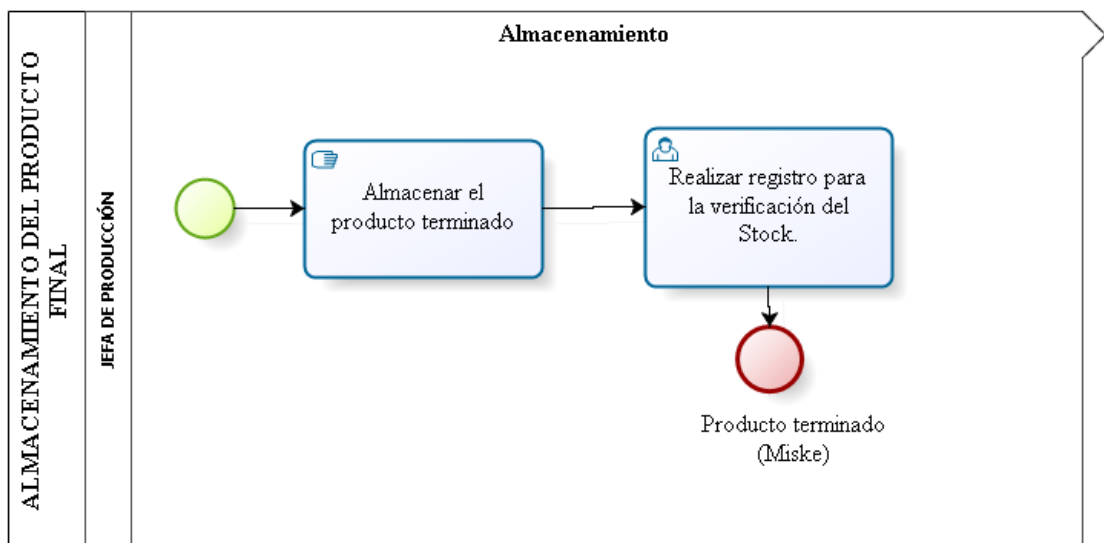 ALMACENAMIENTO DEL PRODUCTO
FINAL
JEFA DE PRODUCCIÓN
Almacenamiento
Almacenar el
producto terminado
Realizar registro para
la verificación del
Stock.
Producto terminado
(Miske)